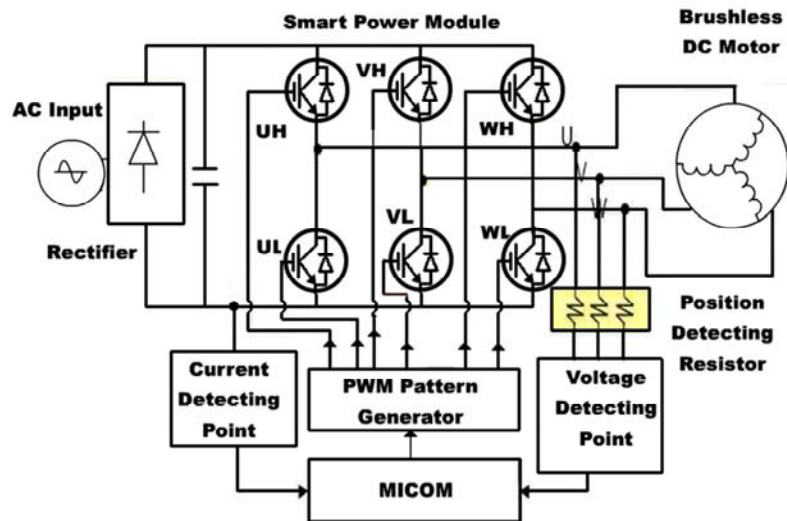 Smart Power Module
Brushless
DC Motor
AC Input
VH
UH
WH
U
V
W
VL
UL
WL
Rectifier
Position
Detecting
Resistor
Current
Detecting
Point
PWM Pattern
Generator
Voltage
Detecting
Point
MICOM